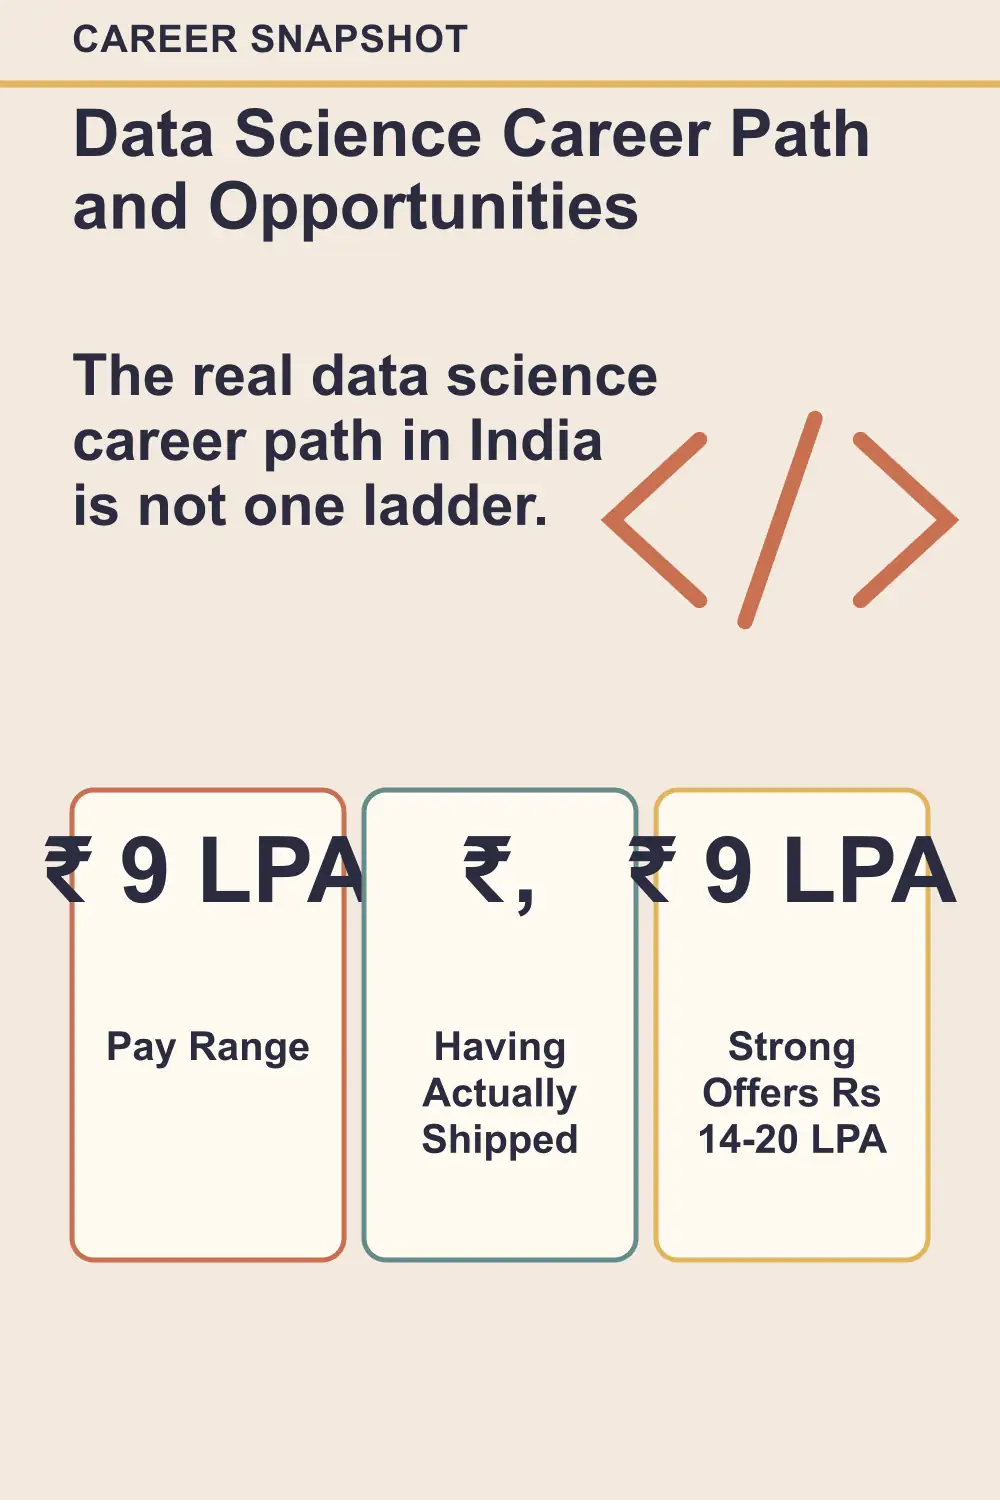 CAREER SNAPSHOT
Data Science Career Path
and Opportunities
The real data science
career path in India
is not one ladder.
</>
₹ 9 LPA
Pay Range
₹,
Having
Actually
Shipped
₹ 9 LPA
Strong
Offers Rs
14-20 LPA